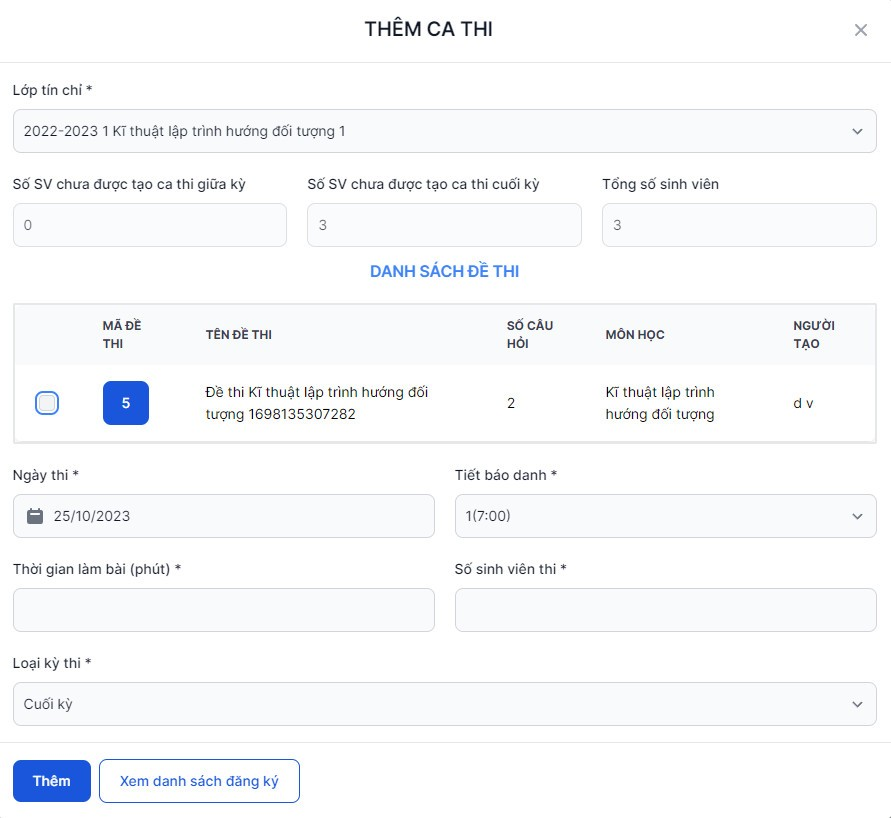 THÊM CA THI
Lớp tín chỉ *
2022-2023 1 Kĩ thuật lập trình hướng đối tượng 1
Số SV chưa được tạo ca thi giữa kỳ
Số SV chưa được tạo ca thi cuối kỳ
Tổng số sinh viên
0
3
3
DANH SÁCH ĐỀ THI
MÃ ĐỀ
THI
TÊN ĐỀ THI
SỐ CÂU
HỎI
MÔN HỌC
NGƯỜI
TẠO
5
Đề thi Kĩ thuật lập trình hướng đối
tượng 1698135307282
2
Kĩ thuật lập trình
hướng đối tượng
d v
Ngày thi *
Tiết báo danh *
25/10/2023
1(7:00)
Thời gian làm bài (phút) *
Số sinh viên thi *
Loại kỳ thi *
Cuối kỳ
Thêm
Xem danh sách đăng ký